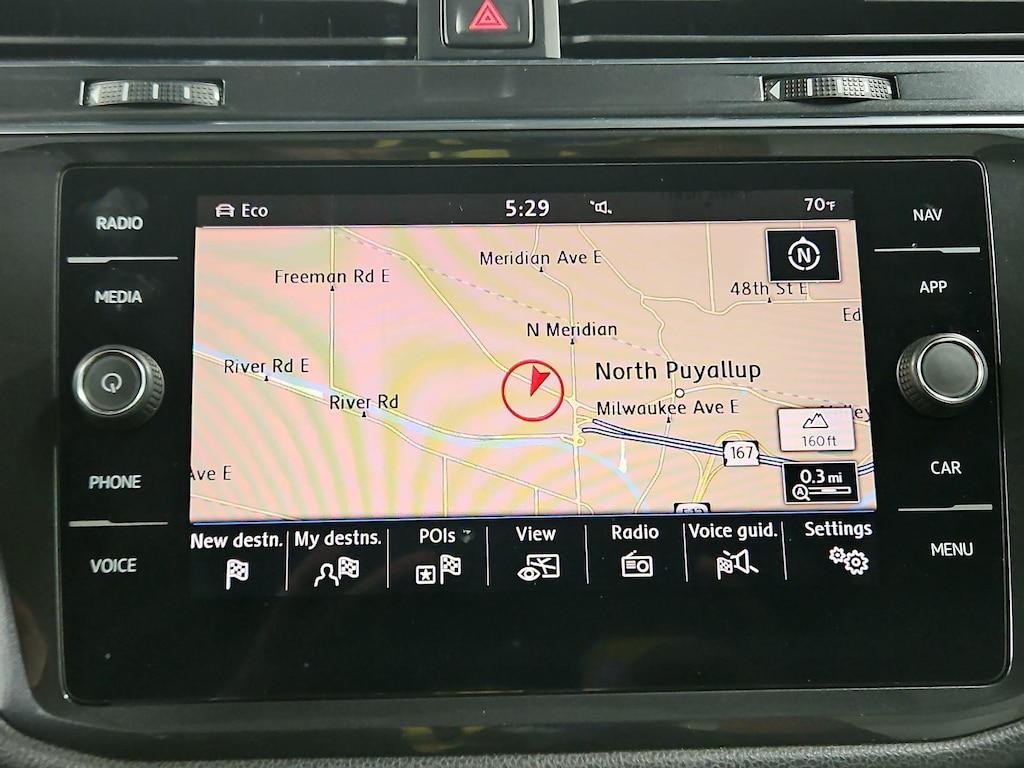 RADIO
MEDIA
PHONE
VOICE
Eco
5:29
70°F
N
Meridian Ave E
Freeman Rd E
48th St E
Ed
N Meridian
River Rd E
North Puyallup
River Rd
Milwaukee Ave E
ley
160 ft
167
Ave E
0.3 mi
A
512
New destn.
My destns.
POIs
View
Radio
Voice guid.
Settings
NAV
APP
CAR
MENU